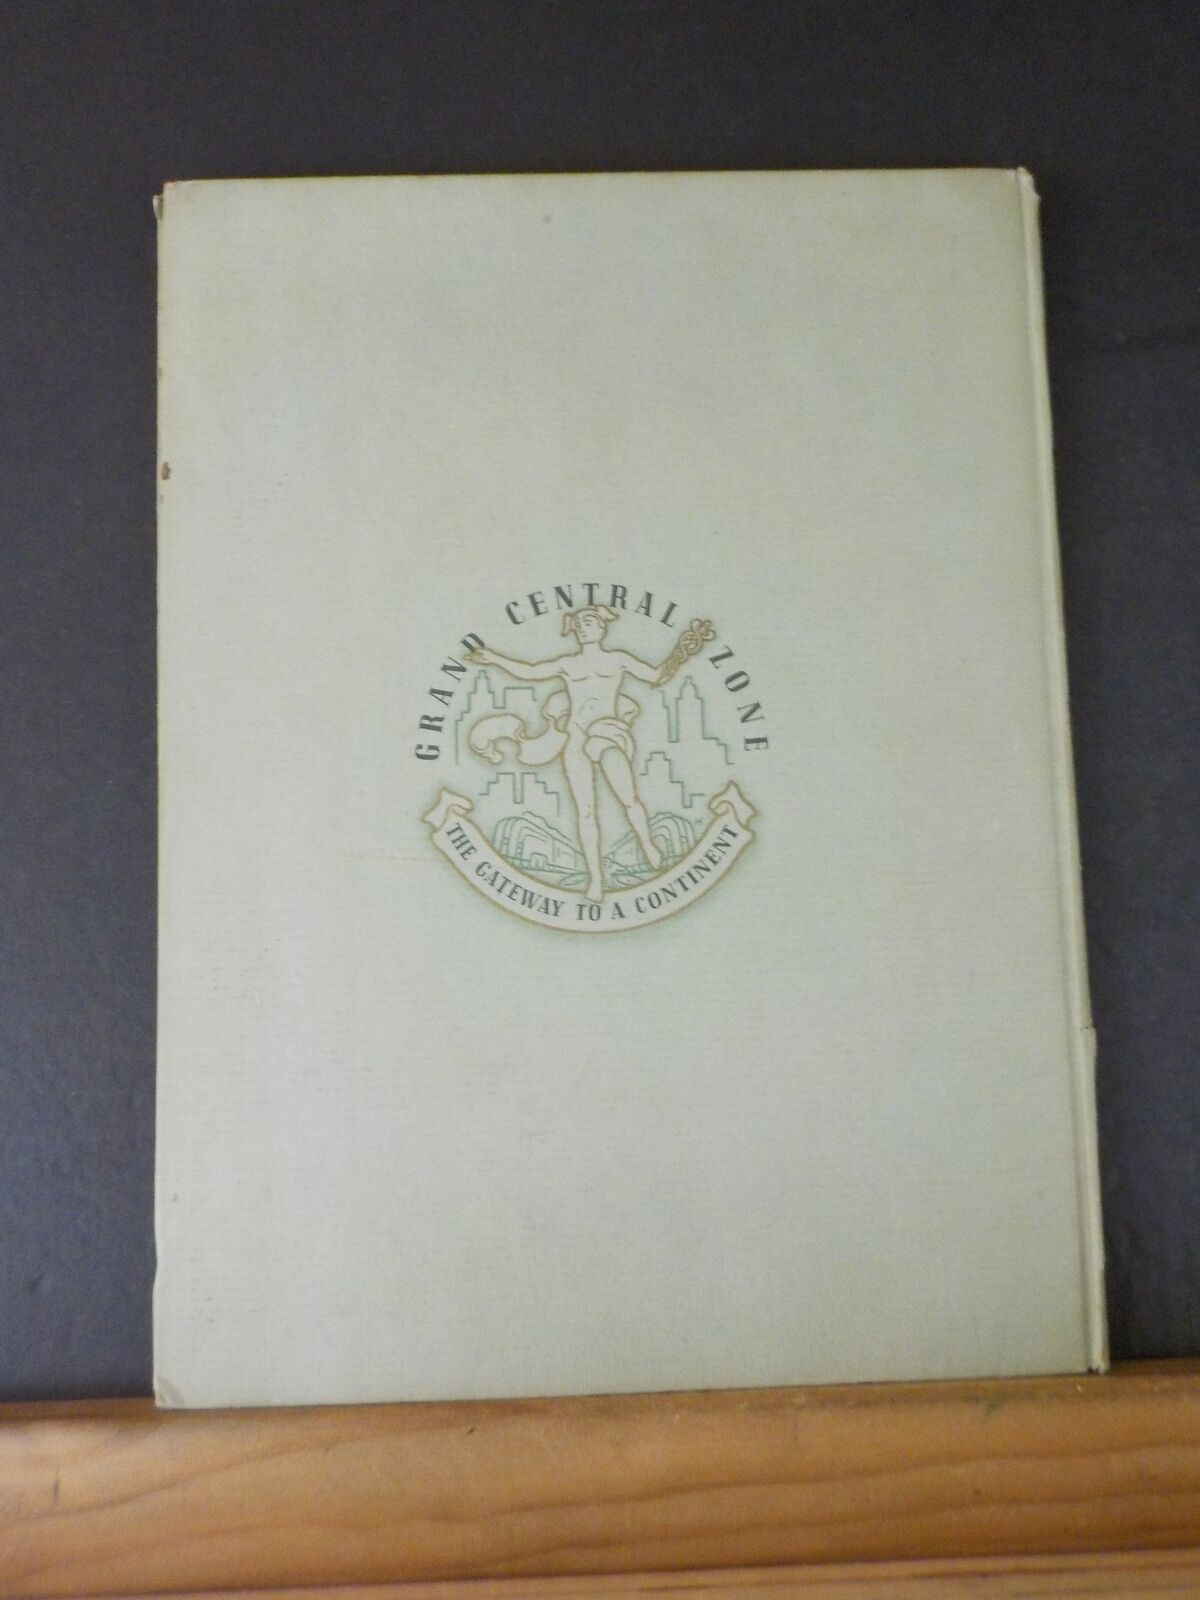 GRAND CENTRAL ZONE
THE GATEWAY TO A CONTINENT